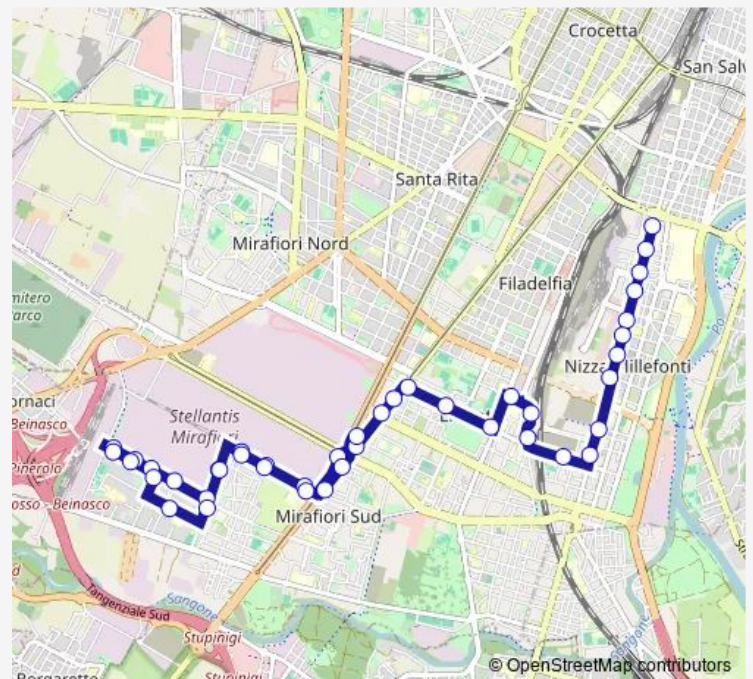 Crocetta
San Salv
Santa Rita
Mirafiori Nord
Filadelfia
mitero
arco
Po
Nizza Millefonti
Stellantis
Mirafiori
ornaci
Beinasco
Pinerolo
osso - Beinasco
Mirafiori Sud
Tangenziale Sud
Sangone
Stupinigi
Stupinigi
Borgaretto
© OpenStreetMap contributors